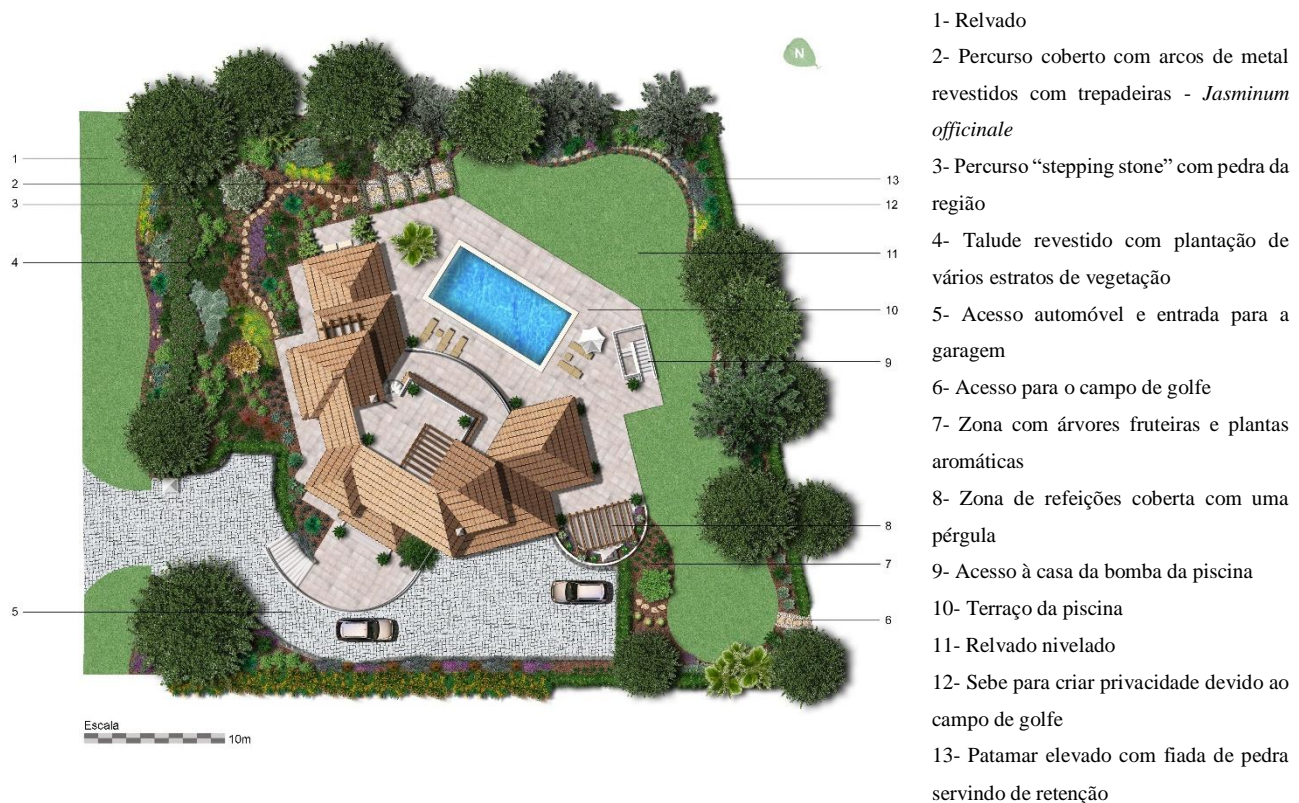 N
1
2
3
4
5
13
12
11
10
9
8
7
6
Escala
10m
1- Relvado
2- Percurso coberto com arcos de metal
revestidos com trepadeiras - Jasminum
officinale
3- Percurso “stepping stone” com pedra da
região
4- Talude revestido com plantação de
vários estratos de vegetação
5- Acesso automóvel e entrada para a
garagem
6- Acesso para o campo de golfe
7- Zona com árvores fruteiras e plantas
aromáticas
8- Zona de refeições coberta com uma
pérgula
9- Acesso à casa da bomba da piscina
10- Terraço da piscina
11- Relvado nivelado
12- Sebe para criar privacidade devido ao
campo de golfe
13- Patamar elevado com fiada de pedra
servindo de retenção